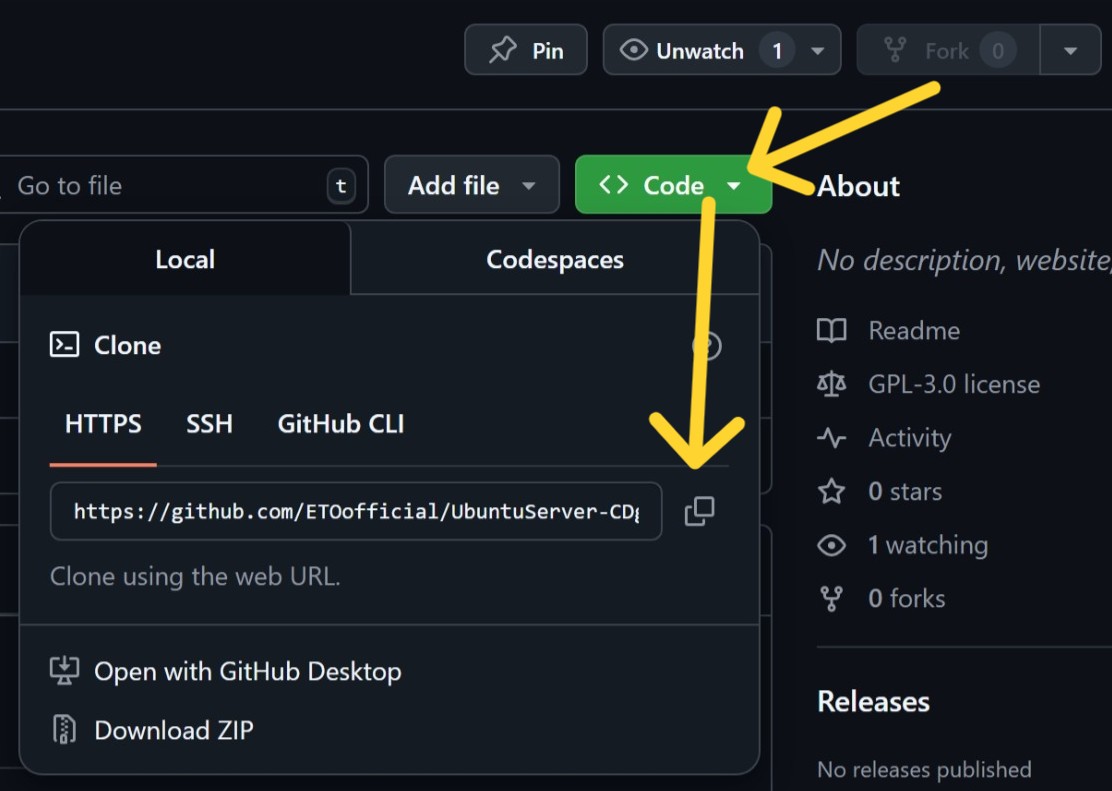 Pin
Unwatch 1
Fork 0
Go to file t
Add file
<> Code
Local
Codespaces
Clone
HTTPS SSH GitHub CLI
https://github.com/ETOofficial/UbuntuServer-CD
Clone using the web URL.
Open with GitHub Desktop
Download ZIP
About
No description, website,
Readme
GPL-3.0 license
Activity
0 stars
1 watching
0 forks
Releases
No releases published